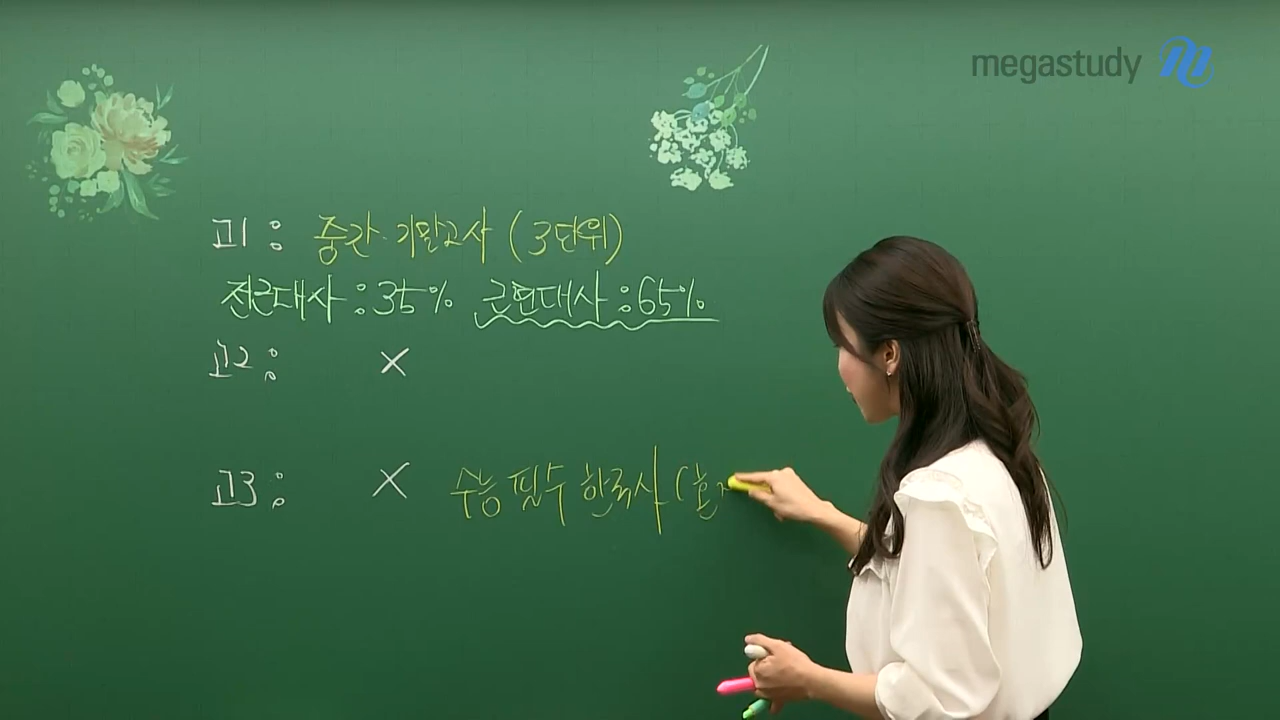 megastudy
고1: 중간·기말고사 (3단위)
전근대사:35% 근현대사:65%
고2: X
고3: X 수능 필수 한국사 (혼